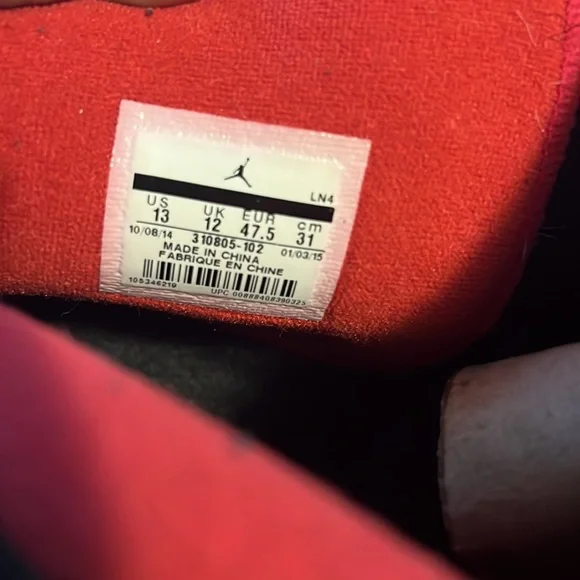 LN4
US UK EUR cm
13 12 47.5 31
10/08/14 310805-102 01/03/15
MADE IN CHINA
FABRIQUE EN CHINE
105346219 UPC 00888408390325